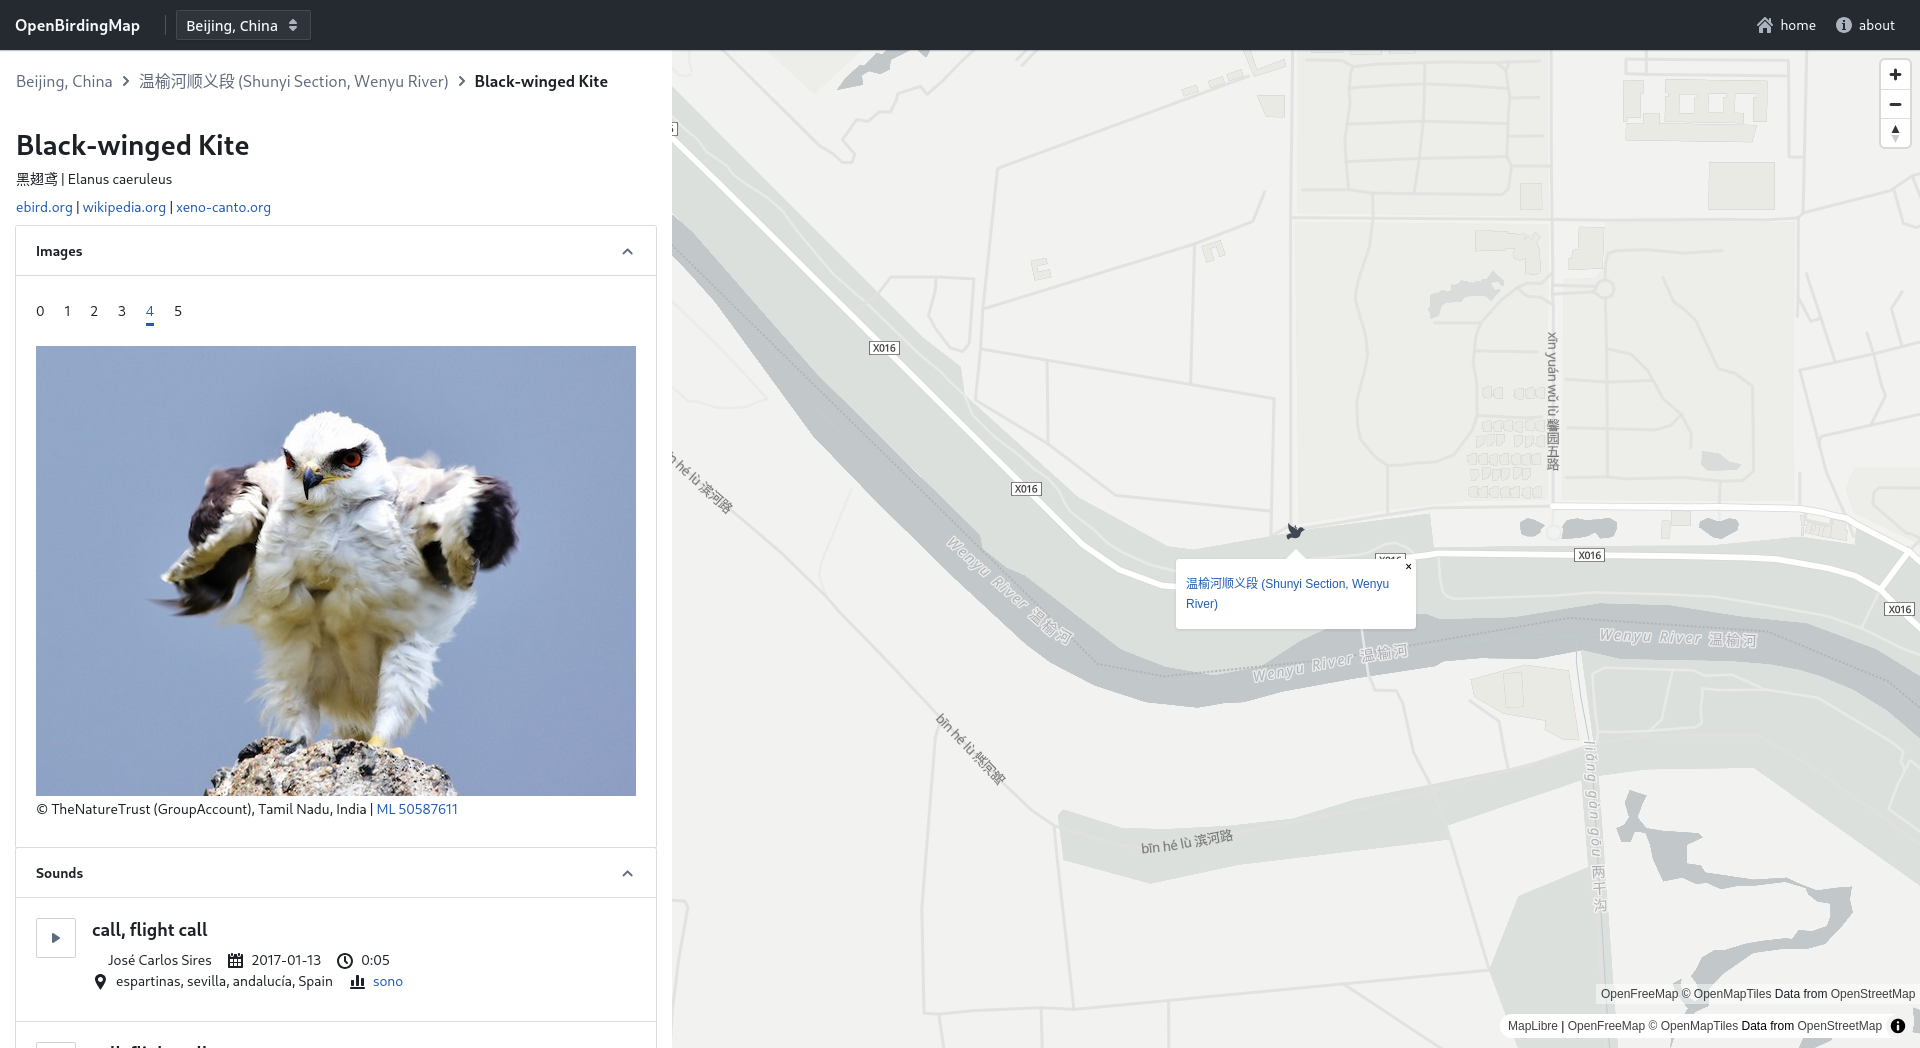 OpenBirdingMap
Beijing, China
home
about
Beijing, China
温榆河顺义段 (Shunyi Section, Wenyu River)
Black-winged Kite
Black-winged Kite
黑翅鸢 | Elanus caeruleus
ebird.org | wikipedia.org | xeno-canto.org
Images
0 1 2 3 4 5
© TheNatureTrust (GroupAccount), Tamil Nadu, India | ML 50587611
Sounds
call, flight call
José Carlos Sires 2017-01-13 0:05
espartinas, sevilla, andalucía, Spain sono
X016
X016
X016
X016
X016
xīn yuán wǔ lù 馨园五路
hé lù 滨河路
Wenyu River 温榆河
温榆河顺义段 (Shunyi Section, Wenyu
River)
Wenyu River 温榆河
Wenyu River 温榆河
bīn hé lù 滨河路
bīn hé lù 滨河路
liǎng gàn gōu 两干沟
OpenFreeMap © OpenMapTiles Data from OpenStreetMap
MapLibre | OpenFreeMap © OpenMapTiles Data from OpenStreetMap